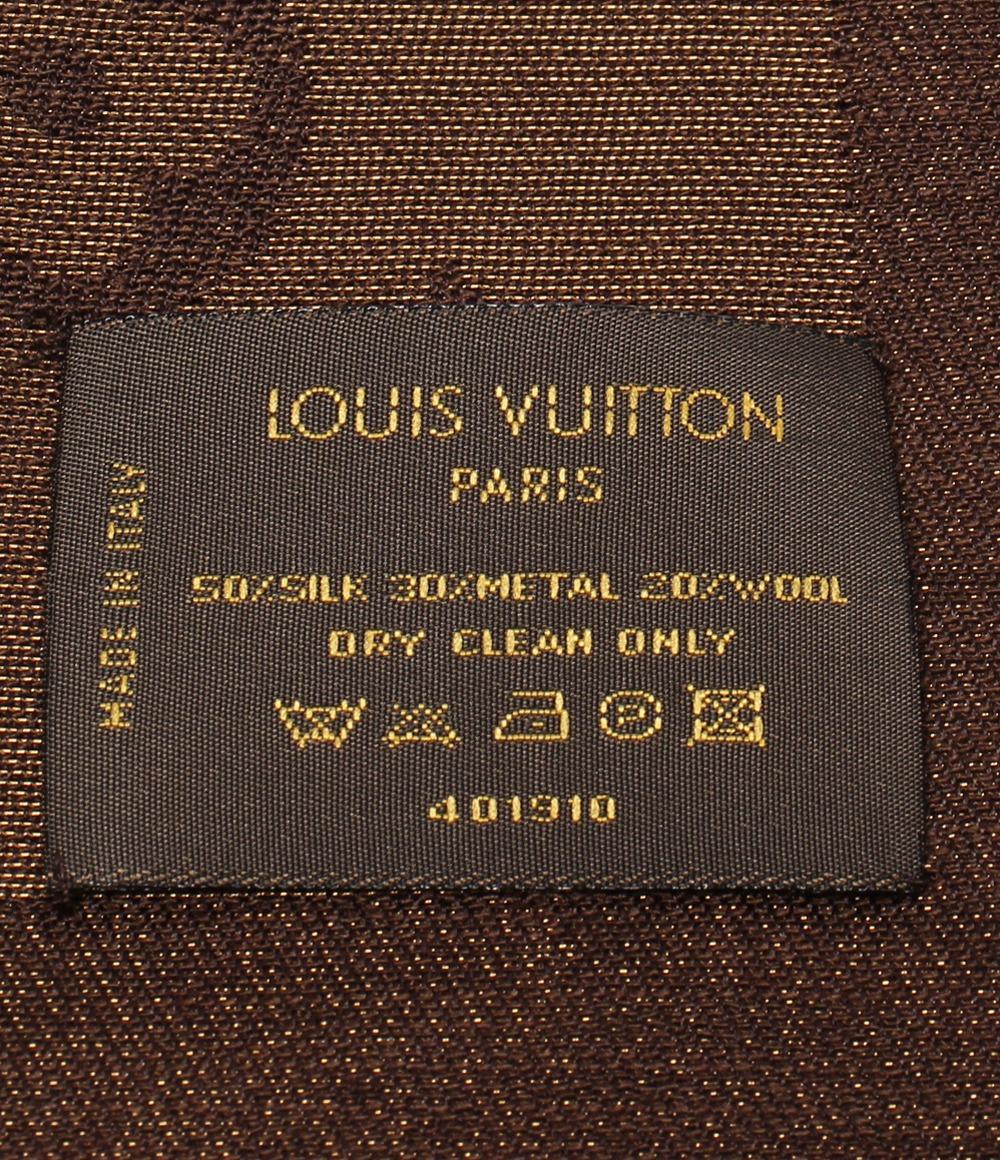 LOUIS VUITTON
PARIS
MADE IN ITALY
50%SILK 30%METAL 20%WOOL
DRY CLEAN ONLY
P
401910